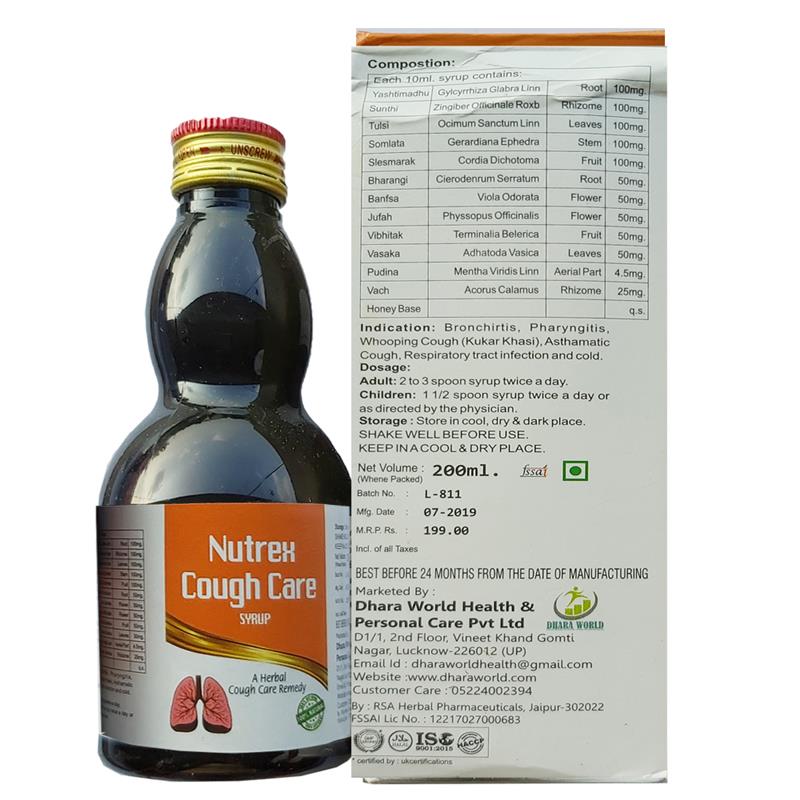 OPEN UNSCREW
Nutrex
Cough Care
SYRUP
A Herbal
Cough Care Remedy
Compostion:
Each 10ml. syrup contains:
Yashtimadhu Gylcyrrhiza Glabra Linn Root 100mg.
Sunthi Zingiber Officinale Roxb Rhizome 100mg.
Tulsi Ocimum Sanctum Linn Leaves 100mg.
Somlata Gerardiana Ephedra Stem 100mg.
Slesmarak Cordia Dichotoma Fruit 100mg.
Bharangi Cierodenrum Serratum Root 50mg.
Banfsa Viola Odorata Flower 50mg.
Jufah Physsopus Officinalis Flower 50mg.
Vibhitak Terminalia Belerica Fruit 50mg.
Vasaka Adhatoda Vasica Leaves 50mg.
Pudina Mentha Viridis Linn Aerial Part 4.5mg.
Vach Acorus Calamus Rhizome 25mg.
Honey Base q.s.
Indication: Bronchirtis, Pharyngitis,
Whooping Cough (Kukar Khasi), Asthamatic
Cough, Respiratory tract infection and cold.
Dosage:
Adult: 2 to 3 spoon syrup twice a day.
Children: 1 1/2 spoon syrup twice a day or
as directed by the physician.
Storage : Store in cool, dry & dark place.
SHAKE WELL BEFORE USE.
KEEP IN A COOL & DRY PLACE.
Net Volume : 200ml. fssai
(Whene Packed)
Batch No. : L-811
Mfg. Date : 07-2019
M.R.P. Rs. : 199.00
Incl. of all Taxes
BEST BEFORE 24 MONTHS FROM THE DATE OF MANUFACTURING
Marketed By :
Dhara World Health &
Personal Care Pvt Ltd
DHARA WORLD
D1/1, 2nd Floor, Vineet Khand Gomti
Nagar, Lucknow-226012 (UP)
Email Id : dharaworldhealth@gmail.com
Website :www.dharaworld.com
Customer Care : 05224002394
By : RSA Herbal Pharmaceuticals, Jaipur-302022
FSSAI Lic No. : 12217027000683
GMP HALAL ISO 9001:2015 HACCP
* certified by : ukcertifications